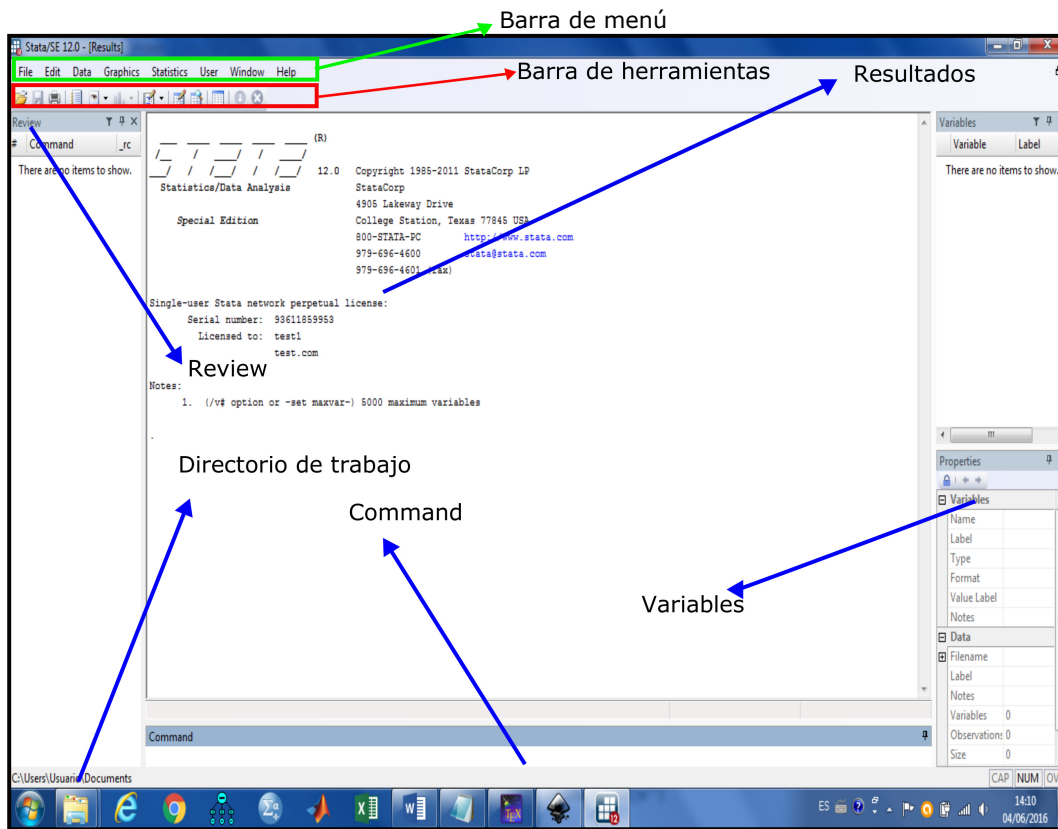 Barra de menú
Stata/SE 12.0 - [Results]
File Edit Data Graphics Statistics User Window Help
Barra de herramientas
Resultados
Review
# Command _rc
There are no items to show.
(R)
12.0 Copyright 1985-2011 StataCorp LP
Statistics/Data Analysis StataCorp
4905 Lakeway Drive
Special Edition College Station, Texas 77845 USA
800-STATA-PC http://www.stata.com
979-696-4600 stata@stata.com
979-696-4601 (fax)
Single-user Stata network perpetual license:
Serial number: 93611859953
Licensed to: test1
test.com
Review
Notes:
1. (/v# option or -set maxvar-) 5000 maximum variables
.
Directorio de trabajo
Command
Variables
Variables
Variable Label
There are no items to show.
Properties
Variables
Name
Label
Type
Format
Value Label
Notes
Data
Filename
Label
Notes
Variables 0
Observations 0
Size 0
Command
C:\Users\Usuario\Documents
CAP NUM OV
ES
14:10
04/06/2016